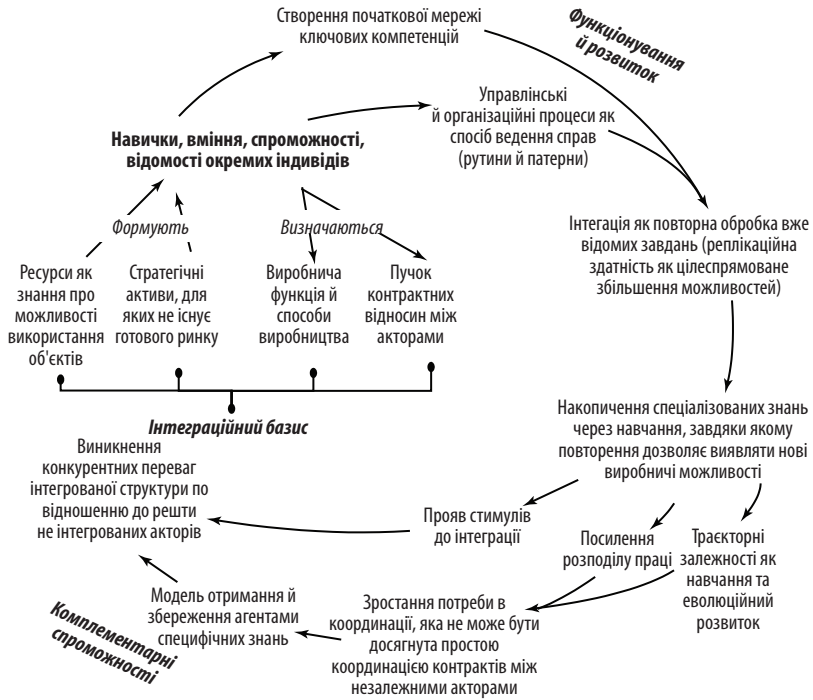 Створення початкової мережі
ключових компетенцій
Функціонування
й розвиток
Управлінські
й організаційні процеси як
спосіб ведення справ
(рутини й патерни)
Навички, вміння, спроможності,
відомості окремих індивідів
Формують
Визначаються
Інтегація як повторна обробка вже
відомих завдань (реплікаційна
здатність як цілеспрямоване
збільшення можливостей)
Ресурси як
знання про
можливості
використання
об'єктів
Стратегічні
активи, для
яких не існує
готового ринку
Виробнича
функція й
способи
виробництва
Пучок
контрактних
відносин між
акторами
Інтеграційний базис
Накопичення спеціалізованих знань
через навчання, завдяки якому
повторення дозволяє виявляти нові
виробничі можливості
Виникнення
конкурентних переваг
інтегрованої структури по
відношенню до решти
не інтегрованих акторів
Прояв стимулів
до інтеграції
Посилення
розподілу праці
Траєкторні
залежності як
навчання та
еволюційний
розвиток
Модель отримання й
збереження агентами
специфічних знань
Зростання потреби в
координації, яка не може бути
досягнута простою
координацією контрактів між
незалежними акторами
Комплементарні
спроможності